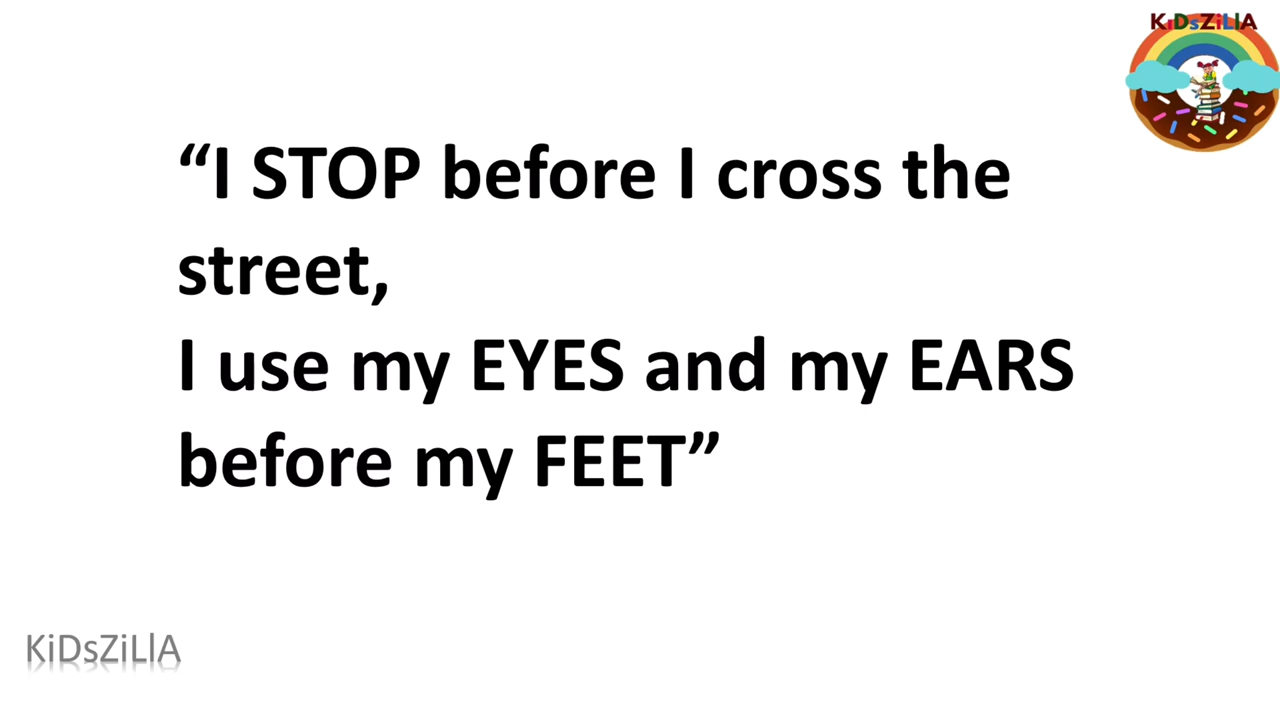 KiDsZiLlA
“I STOP before I cross the
street,
I use my EYES and my EARS
before my FEET”
KiDsZiLlA